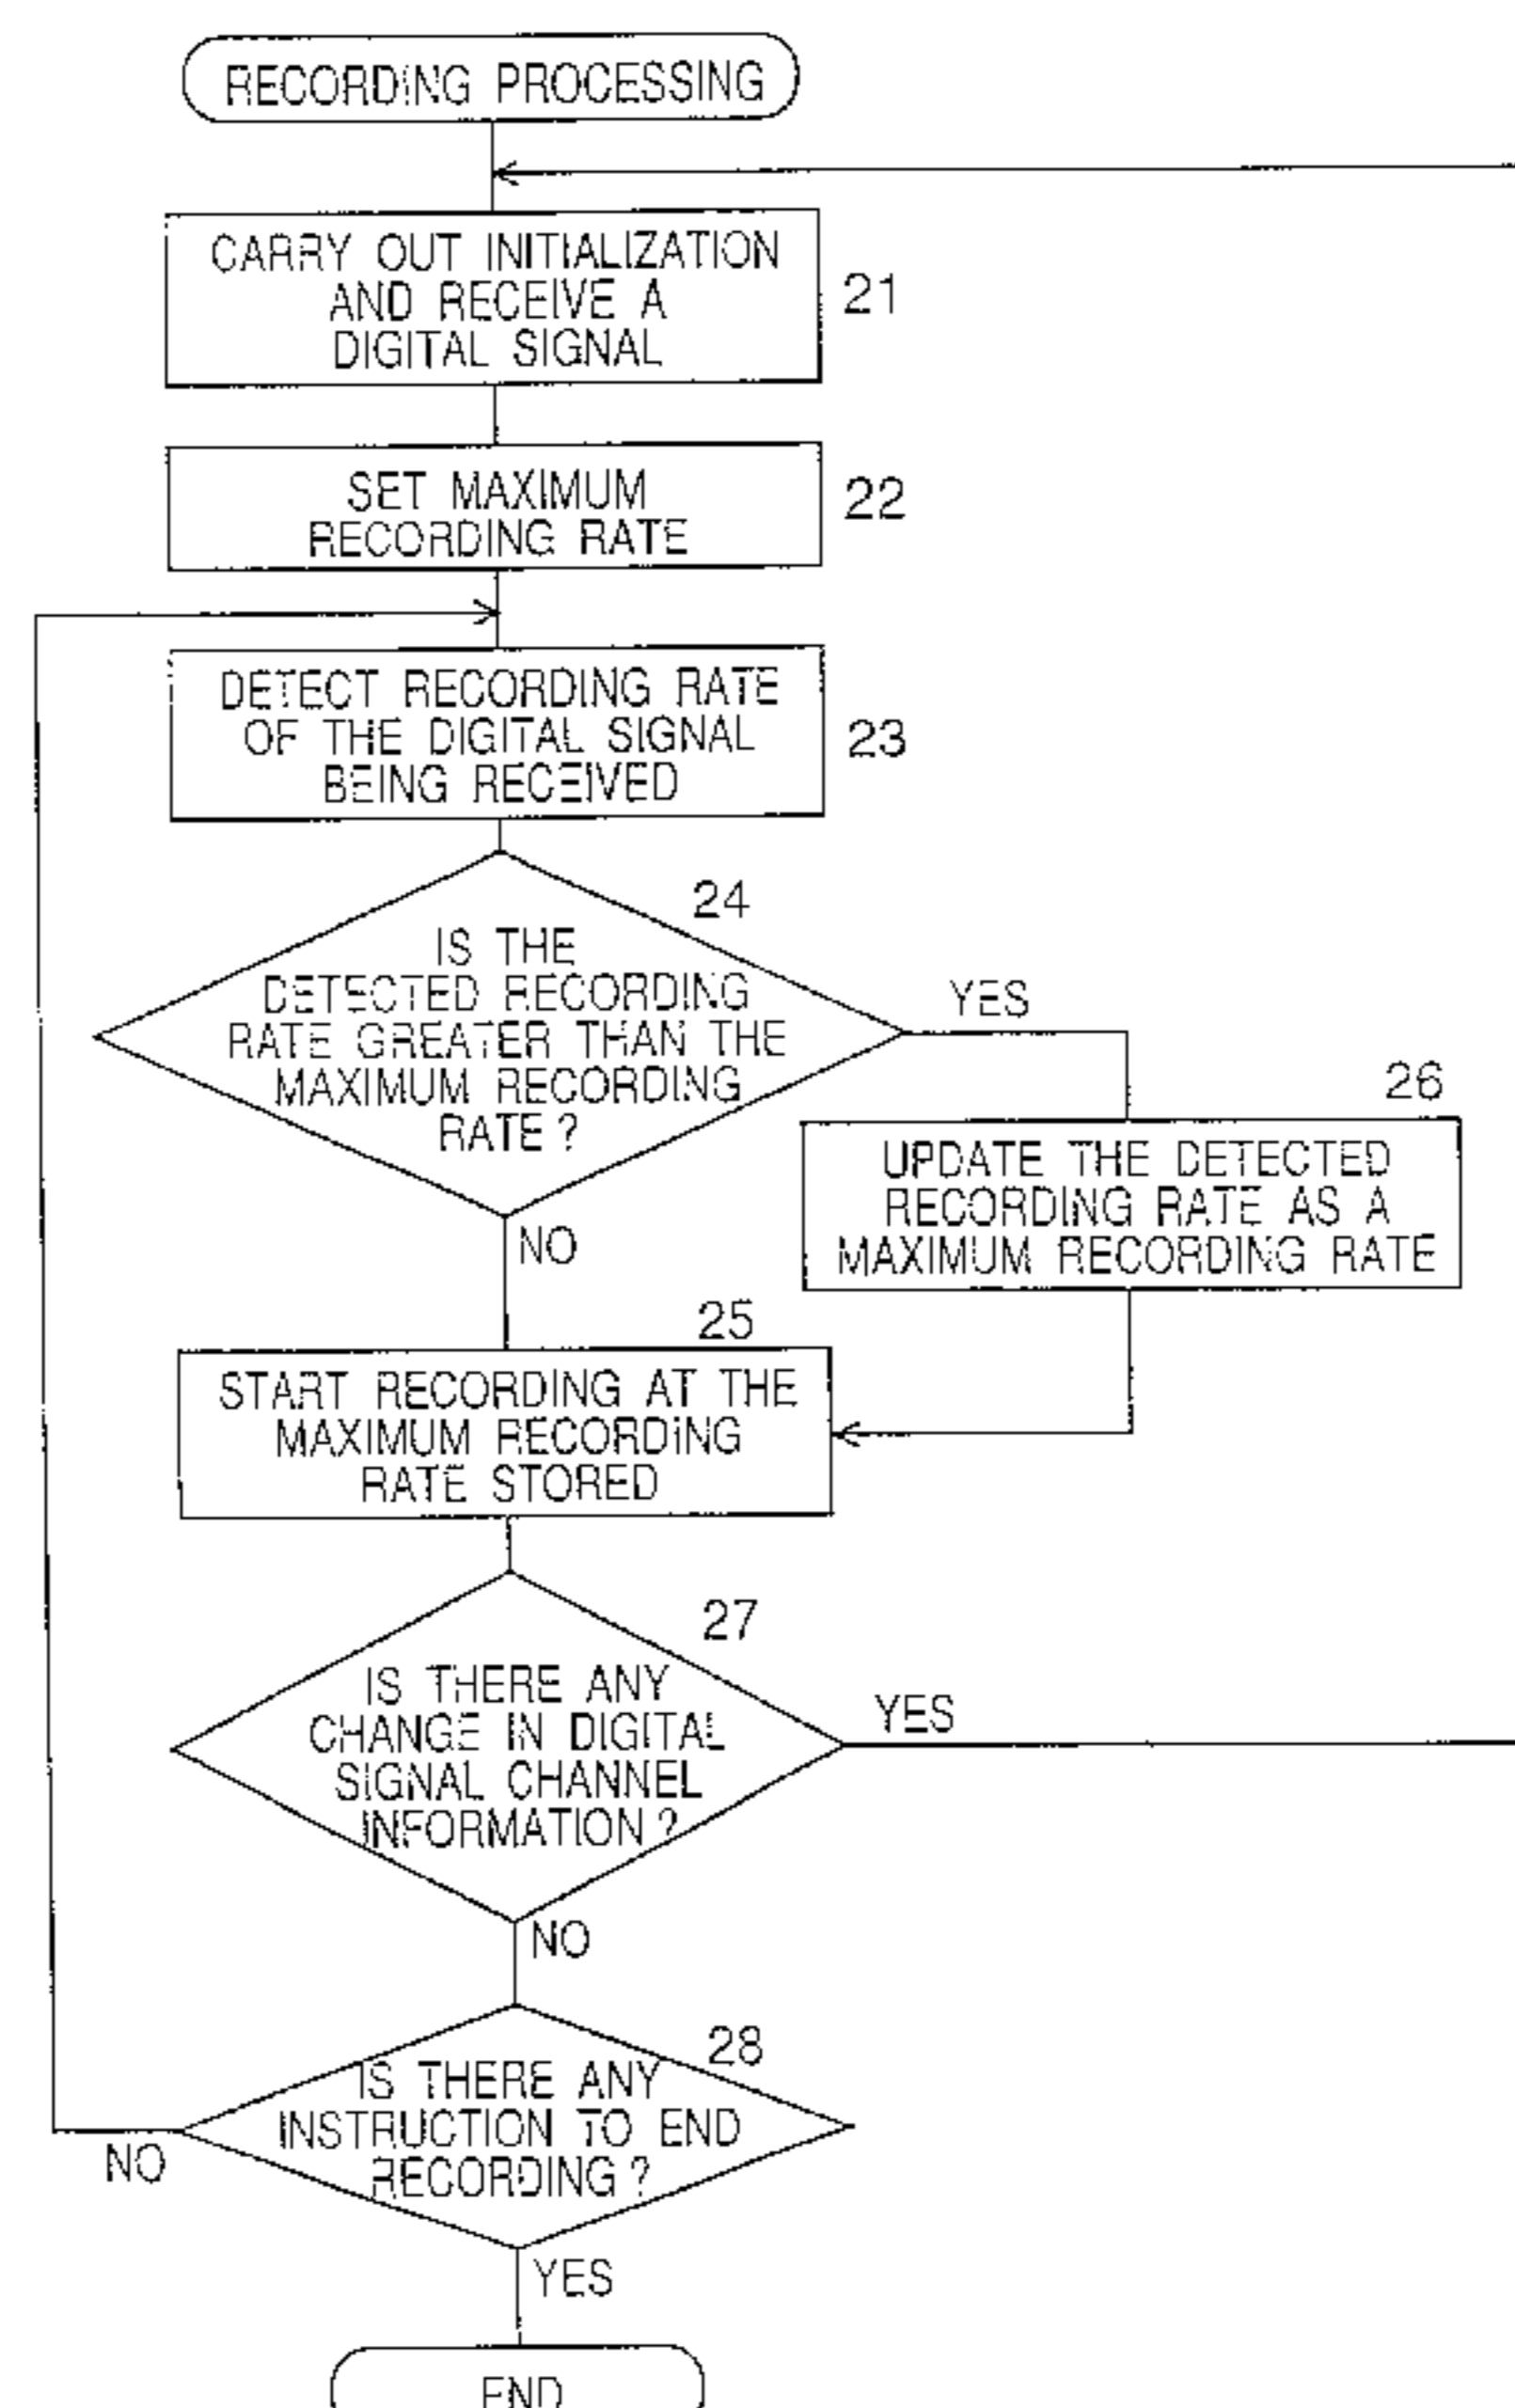 RECORDING PROCESSING
CARRY OUT INITIALIZATION
AND RECEIVE A
DIGITAL SIGNAL
21
SET MAXIMUM
RECORDING RATE
22
DETECT RECORDING RATE
OF THE DIGITAL SIGNAL
BEING RECEIVED
23
24
IS THE
DETECTED RECORDING
RATE GREATER THAN THE
MAXIMUM RECORDING
RATE ?
YES
NO
26
UPDATE THE DETECTED
RECORDING RATE AS A
MAXIMUM RECORDING RATE
25
START RECORDING AT THE
MAXIMUM RECORDING
RATE STORED
27
IS THERE ANY
CHANGE IN DIGITAL
SIGNAL CHANNEL
INFORMATION ?
YES
NO
28
IS THERE ANY
INSTRUCTION TO END
RECORDING ?
NO
YES
END